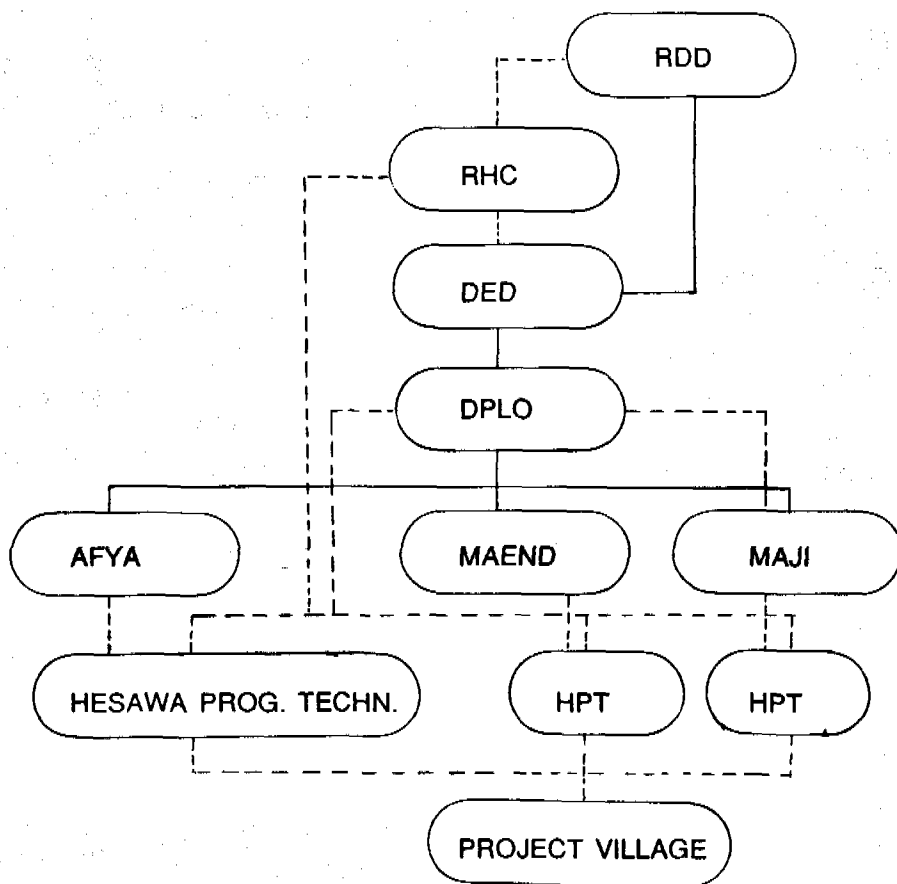 RDD
RHC
DED
DPLO
AFYA
MAEND
MAJI
HESAWA PROG. TECHN.
HPT
HPT
PROJECT VILLAGE